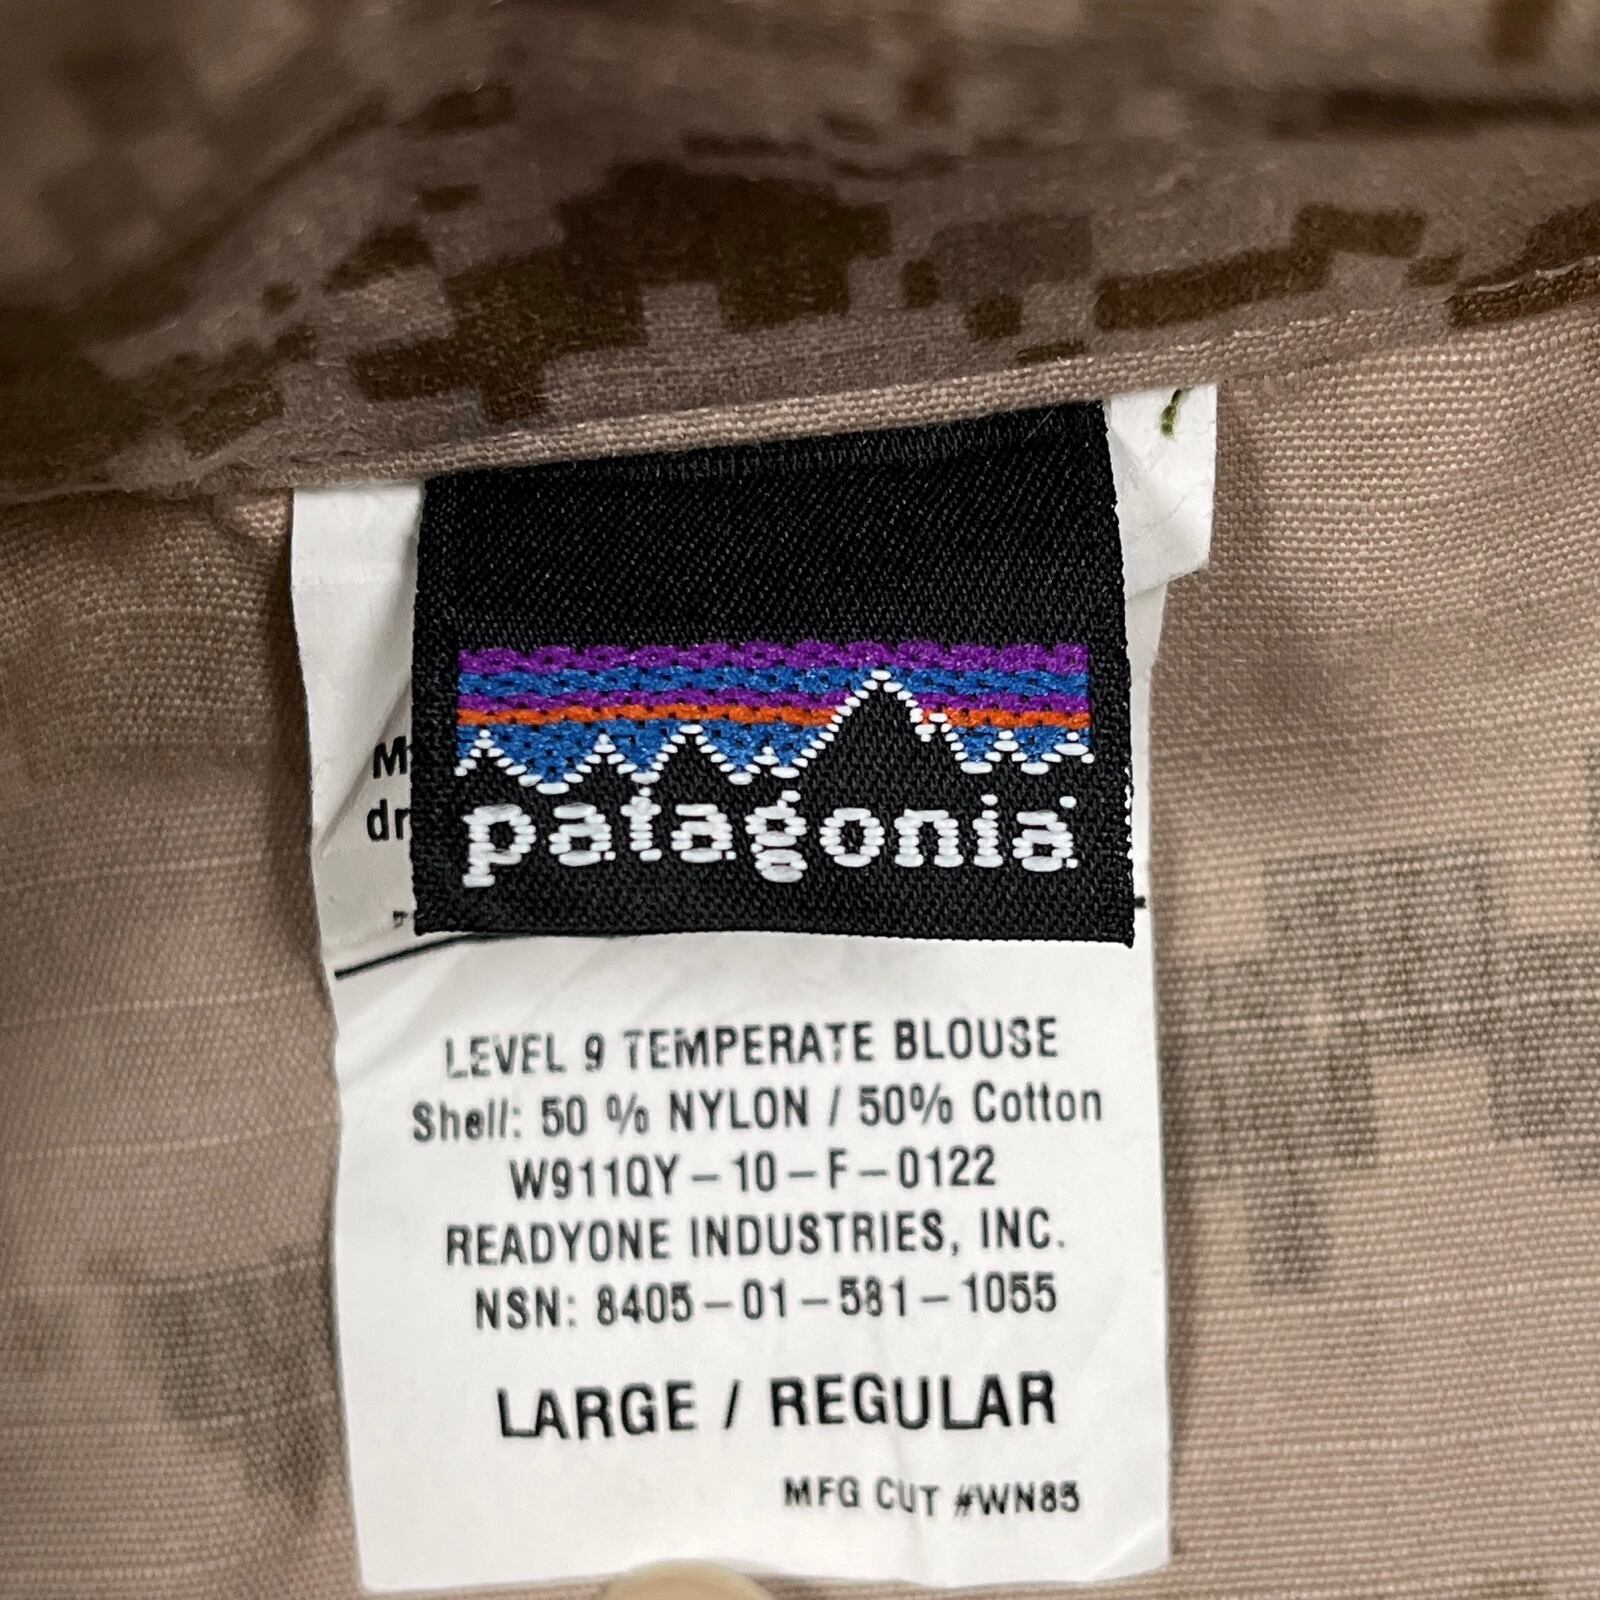 patagonia
LEVEL 9 TEMPERATE BLOUSE
Shell: 50 % NYLON / 50% Cotton
W911QY-10-F-0122
READYONE INDUSTRIES, INC.
NSN: 8405-01-581-1055
LARGE / REGULAR
MFG CUT #WN85